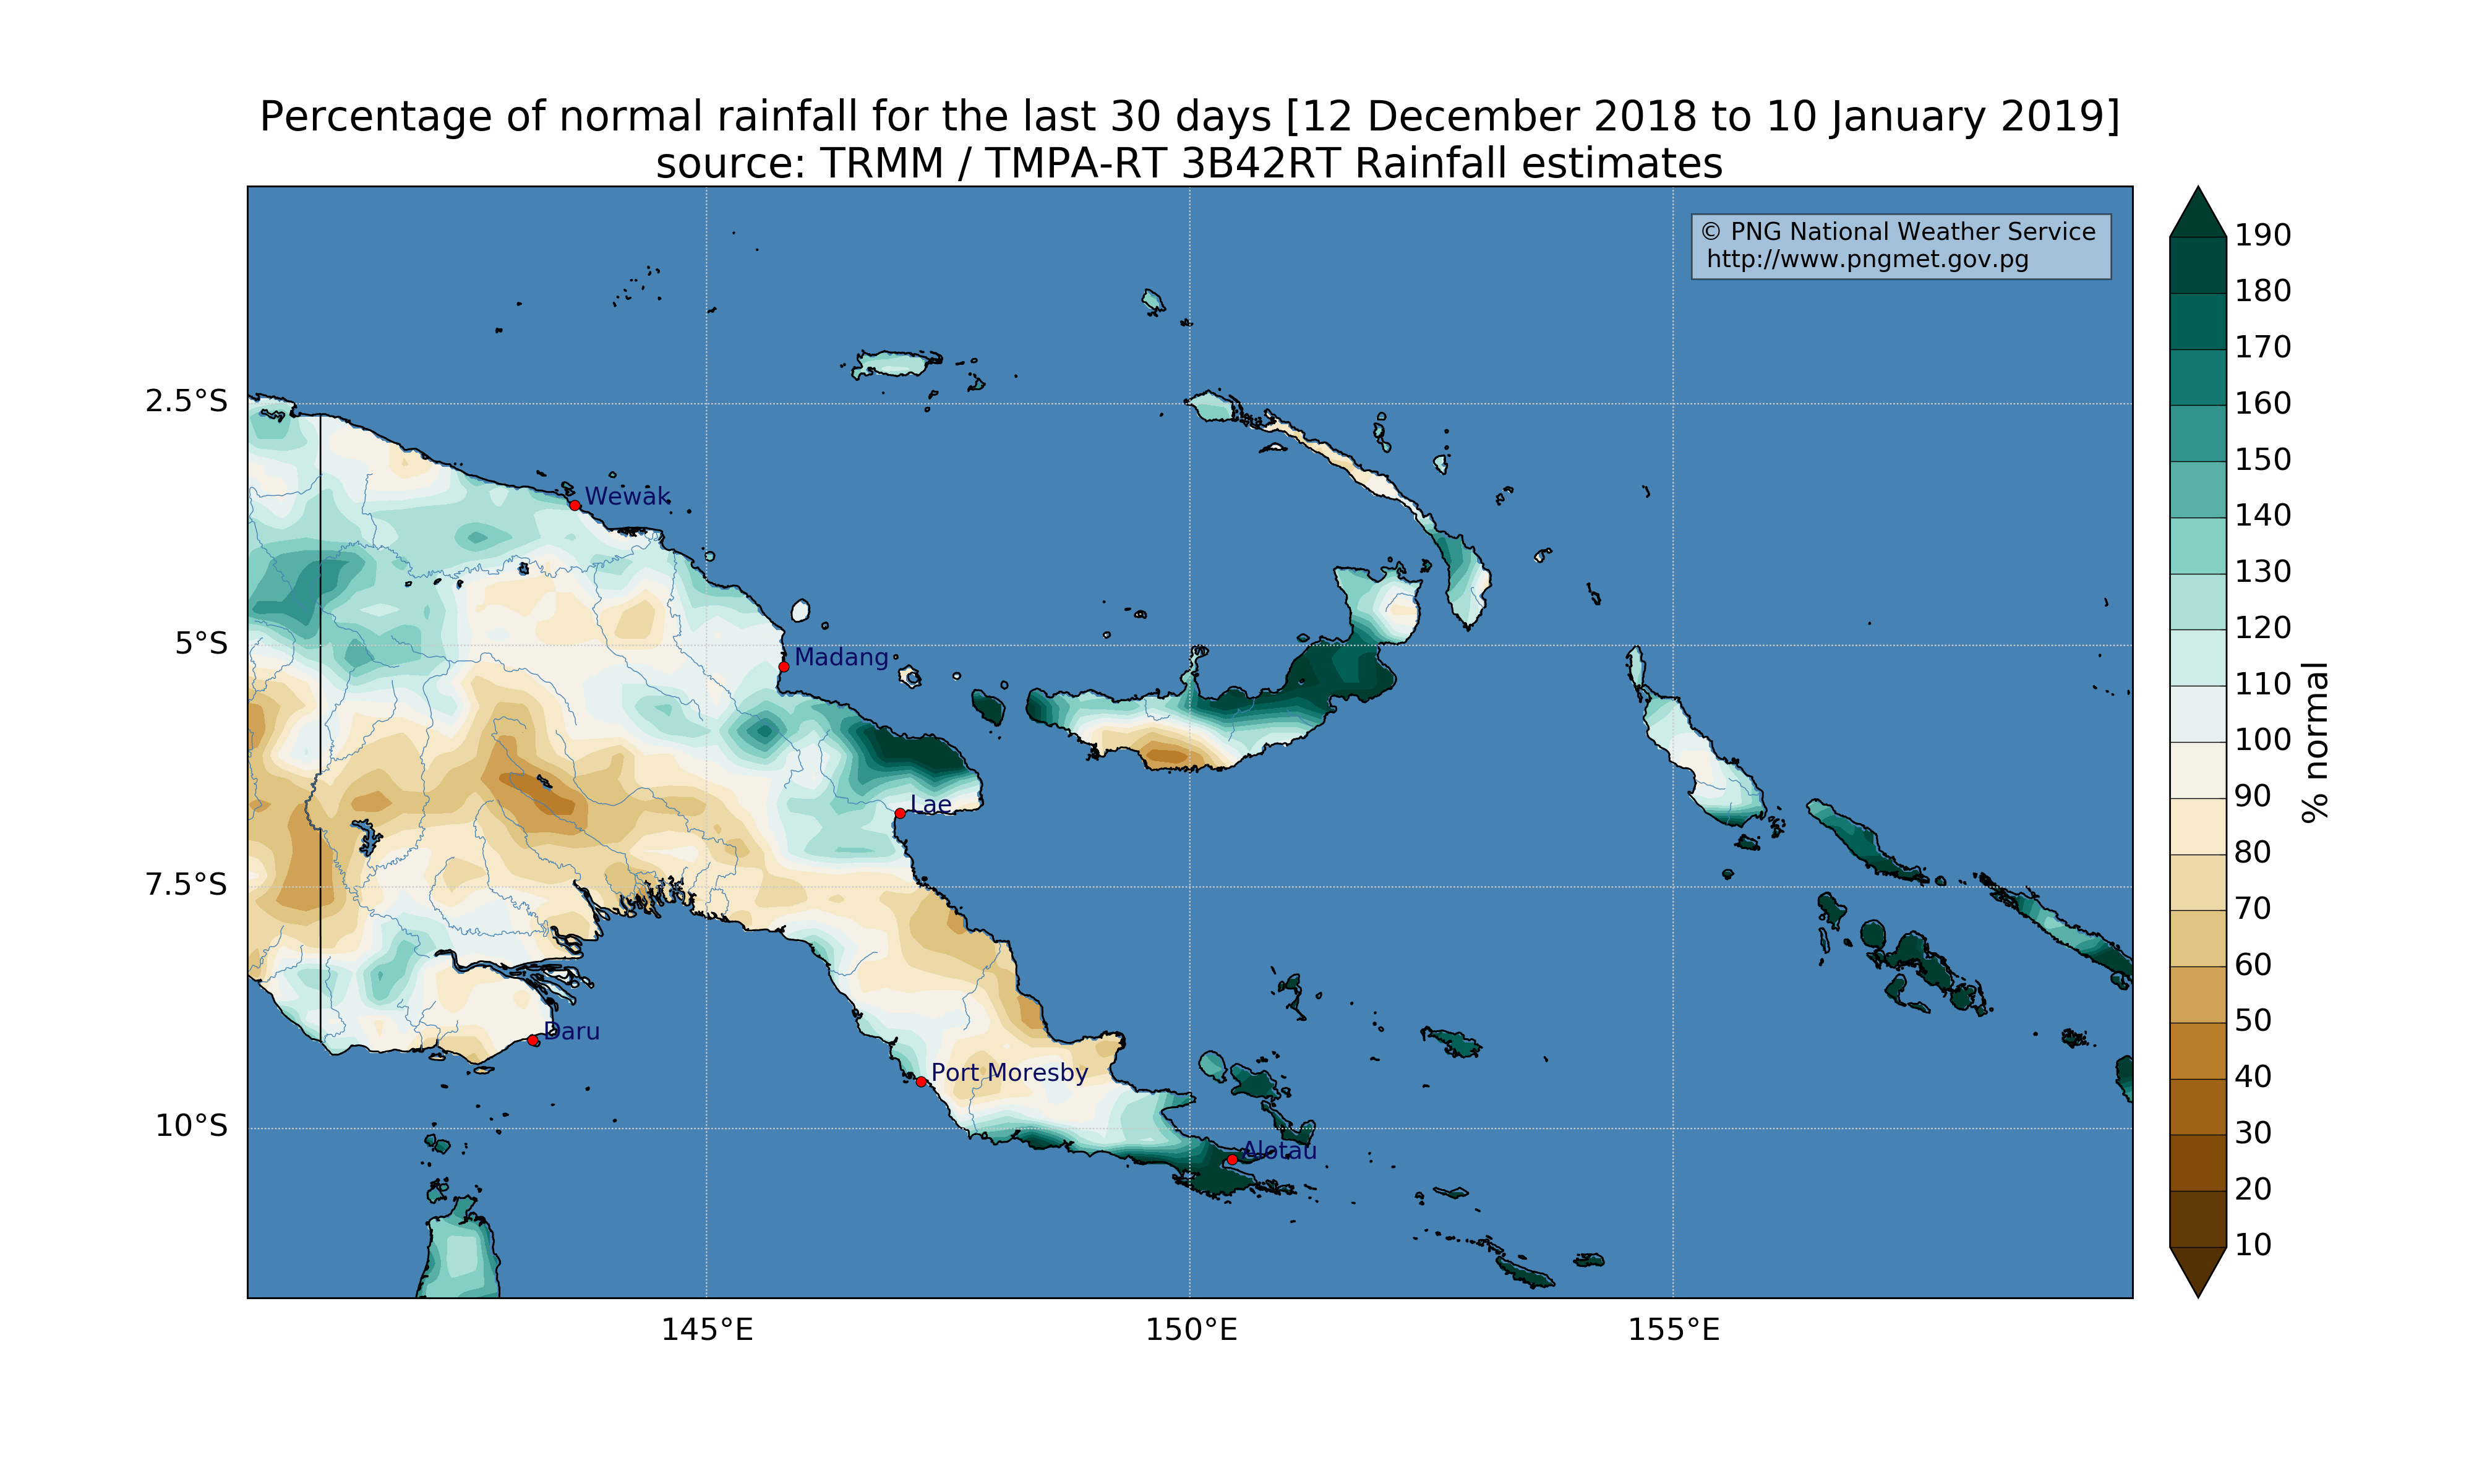 Percentage of normal rainfall for the last 30 days [12 December 2018 to 10 January 2019]
source: TRMM / TMPA-RT 3B42RT Rainfall estimates
© PNG National Weather Service
http://www.pngmet.gov.pg
2.5°S
5°S
7.5°S
10°S
Wewak
Madang
Lae
Daru
Port Moresby
Alotau
145°E
150°E
155°E
190
180
170
160
150
140
130
120
110
100
90
80
70
60
50
40
30
20
10
% normal